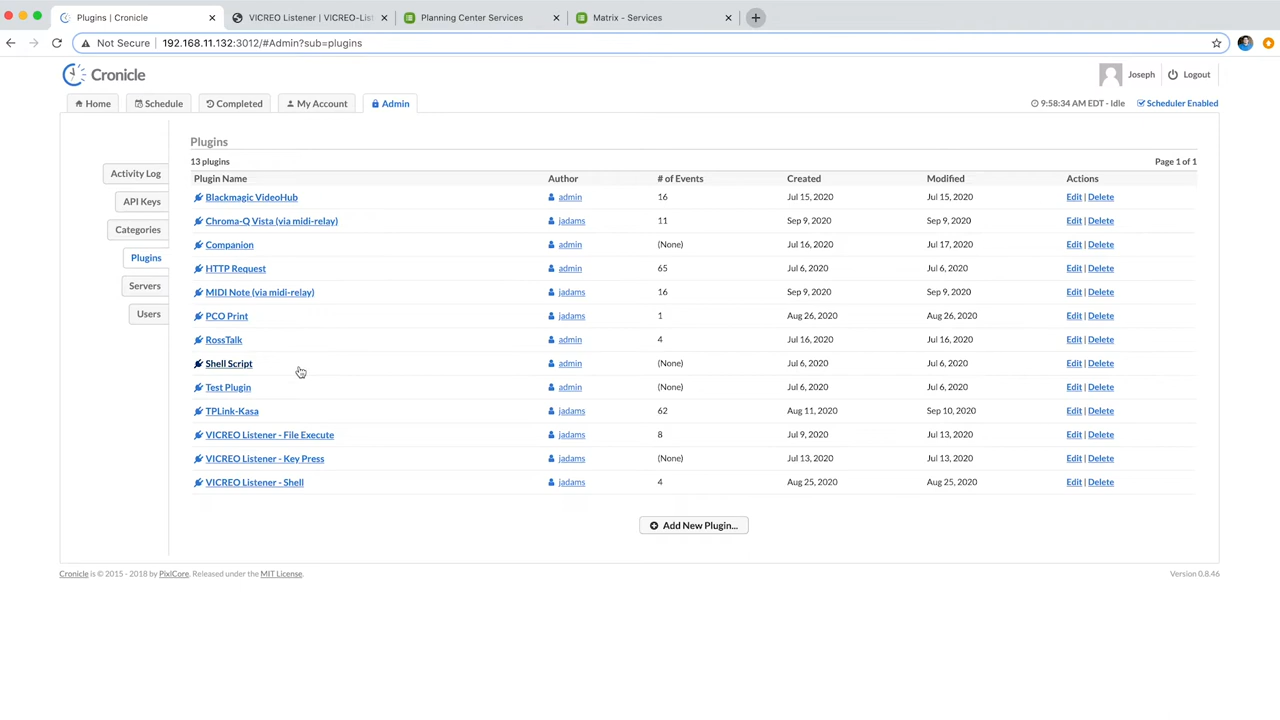 Plugins | Cronicle
VICREO Listener | VICREO-List
Planning Center Services
Matrix - Services
Not Secure | 192.168.11.132:3012/#Admin?sub=plugins
Cronicle
Joseph
Logout
Home
Schedule
Completed
My Account
Admin
9:58:34 AM EDT - Idle
Scheduler Enabled
Activity Log
API Keys
Categories
Plugins
Servers
Users
Plugins
13 plugins
Page 1 of 1
Plugin Name Author # of Events Created Modified Actions
Blackmagic VideoHub admin 16 Jul 15, 2020 Jul 15, 2020 Edit | Delete
Chroma-Q Vista (via midi-relay) jadams 11 Sep 9, 2020 Sep 9, 2020 Edit | Delete
Companion admin (None) Jul 16, 2020 Jul 17, 2020 Edit | Delete
HTTP Request admin 65 Jul 6, 2020 Jul 6, 2020 Edit | Delete
MIDI Note (via midi-relay) jadams 16 Sep 9, 2020 Sep 9, 2020 Edit | Delete
PCO Print jadams 1 Aug 26, 2020 Aug 26, 2020 Edit | Delete
RossTalk admin 4 Jul 16, 2020 Jul 16, 2020 Edit | Delete
Shell Script admin (None) Jul 6, 2020 Jul 6, 2020 Edit | Delete
Test Plugin admin (None) Jul 6, 2020 Jul 6, 2020 Edit | Delete
TPLink-Kasa jadams 62 Aug 11, 2020 Sep 10, 2020 Edit | Delete
VICREO Listener - File Execute jadams 8 Jul 9, 2020 Jul 13, 2020 Edit | Delete
VICREO Listener - Key Press jadams (None) Jul 13, 2020 Jul 13, 2020 Edit | Delete
VICREO Listener - Shell jadams 4 Aug 25, 2020 Aug 25, 2020 Edit | Delete
Add New Plugin...
Cronicle is © 2015 - 2018 by PixlCore. Released under the MIT License.
Version 0.8.46